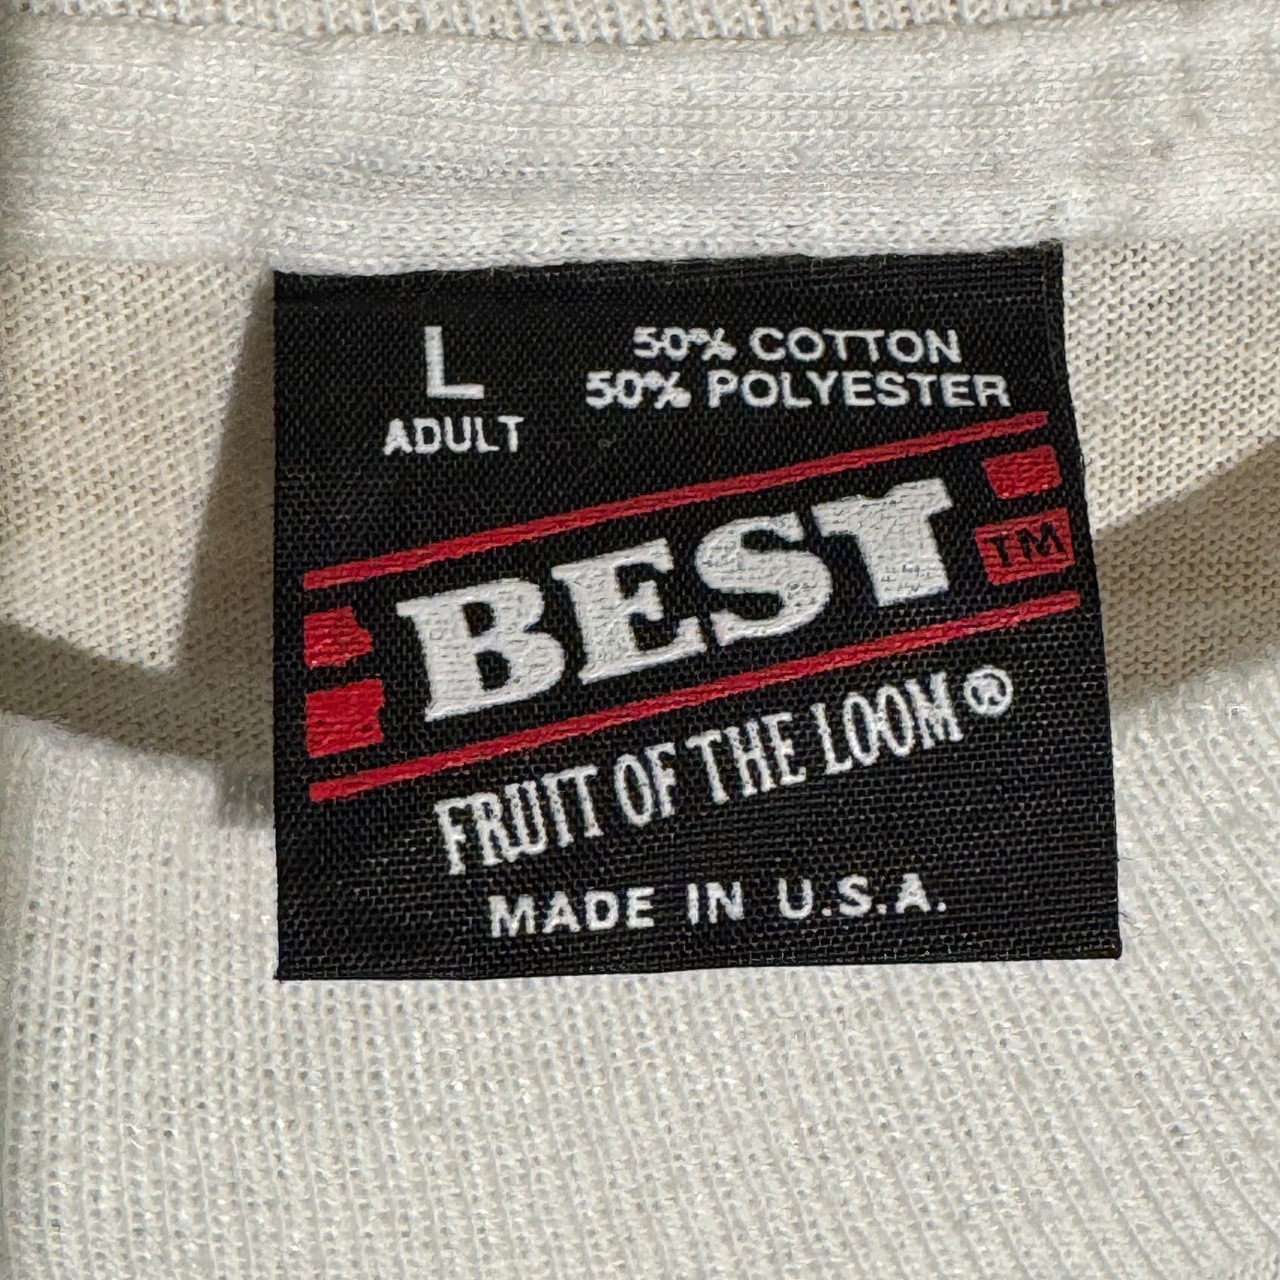 L
ADULT
50% COTTON
50% POLYESTER
BEST
TM
FRUIT OF THE LOOM®
MADE IN U.S.A.